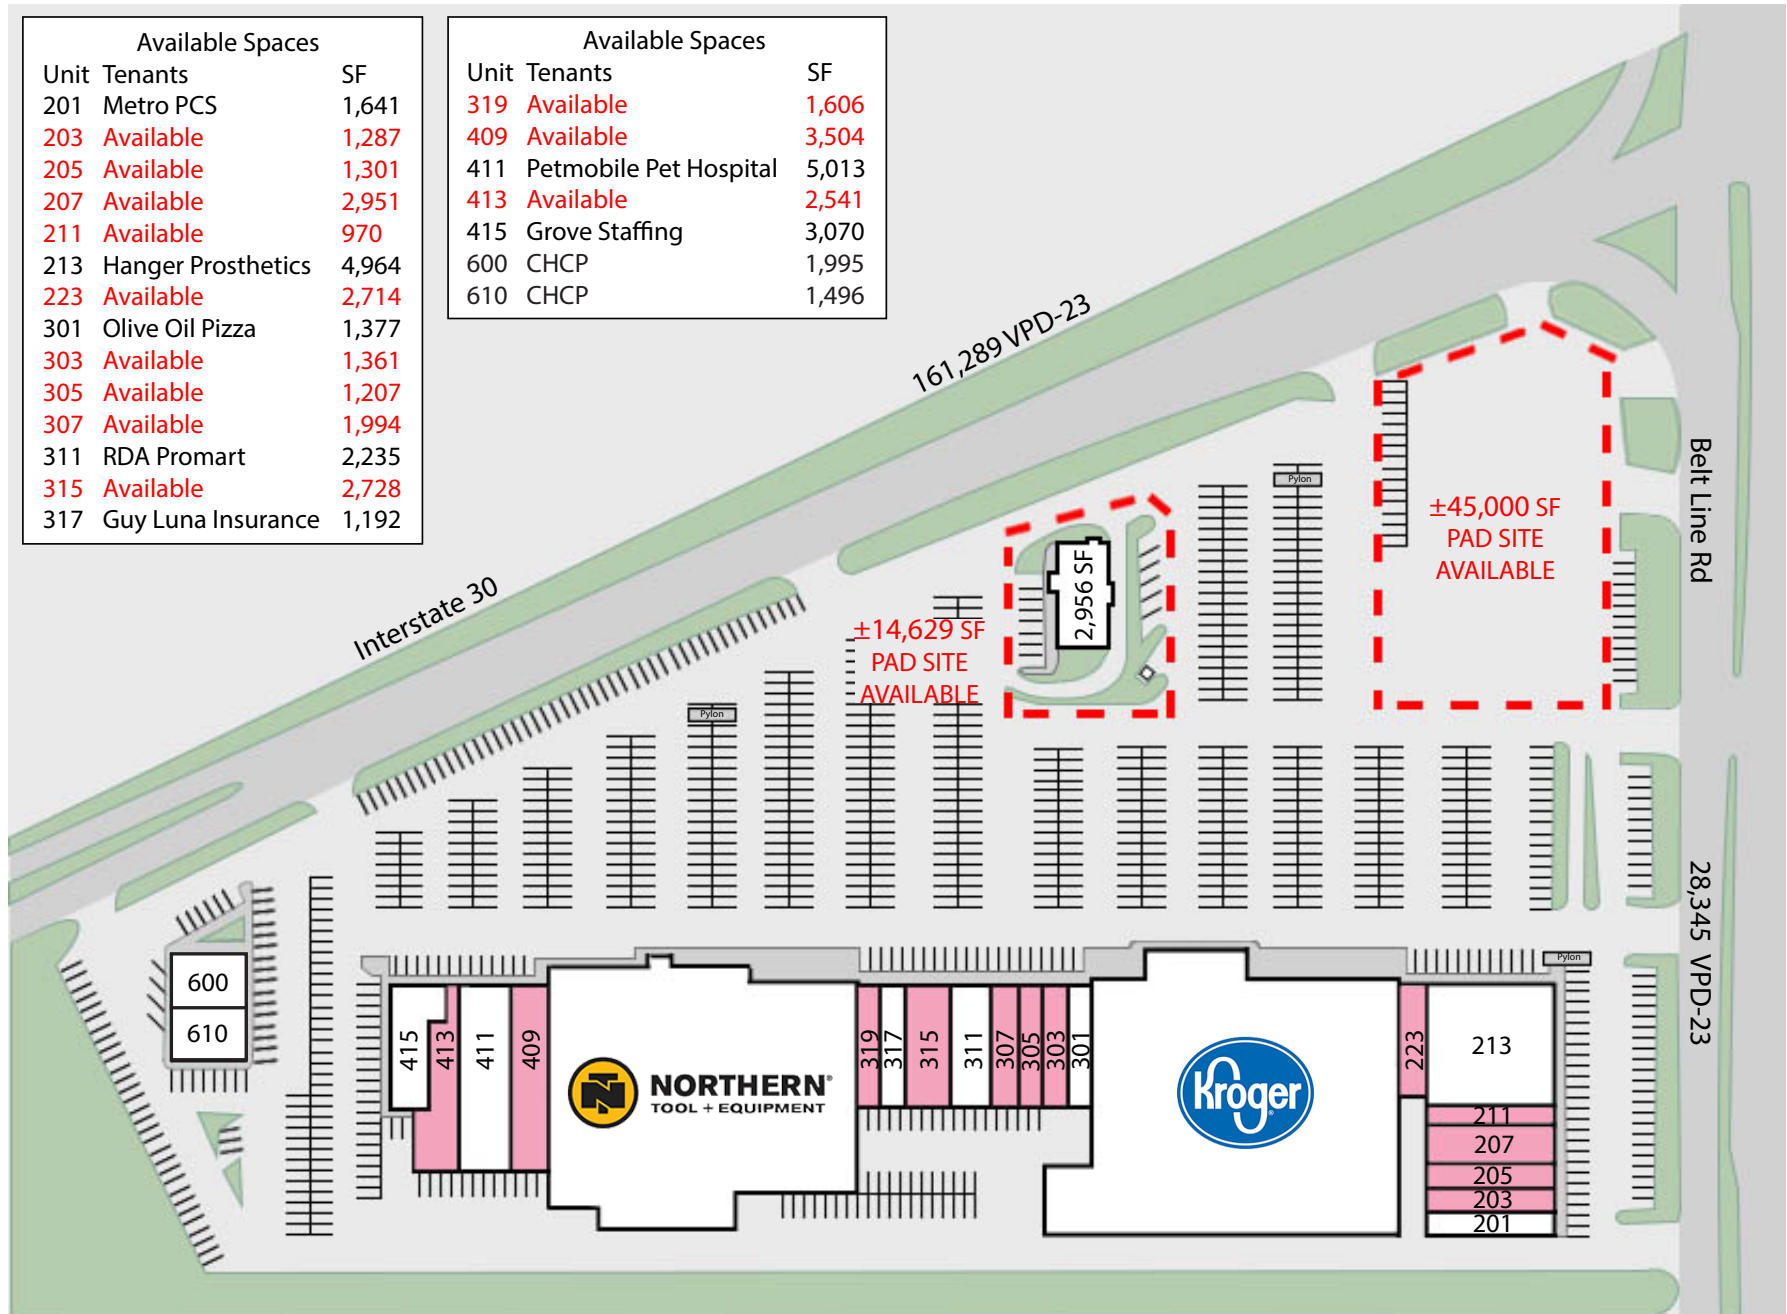 Available Spaces
Unit Tenants SF
201 Metro PCS 1,641
203 Available 1,287
205 Available 1,301
207 Available 2,951
211 Available 970
213 Hanger Prosthetics 4,964
223 Available 2,714
301 Olive Oil Pizza 1,377
303 Available 1,361
305 Available 1,207
307 Available 1,994
311 RDA Promart 2,235
315 Available 2,728
317 Guy Luna Insurance 1,192
Available Spaces
Unit Tenants SF
319 Available 1,606
409 Available 3,504
411 Petmobile Pet Hospital 5,013
413 Available 2,541
415 Grove Staffing 3,070
600 CHCP 1,995
610 CHCP 1,496
161,289 VPD-23
Interstate 30
Belt Line Rd
28,345 VPD-23
Pylon
±45,000 SF
PAD SITE
AVAILABLE
2,956 SF
±14,629 SF
PAD SITE
AVAILABLE
Pylon
Pylon
600
610
415
413
411
409
NORTHERN®
TOOL + EQUIPMENT
319
317
315
311
307
305
303
301
Kroger
223
213
211
207
205
203
201